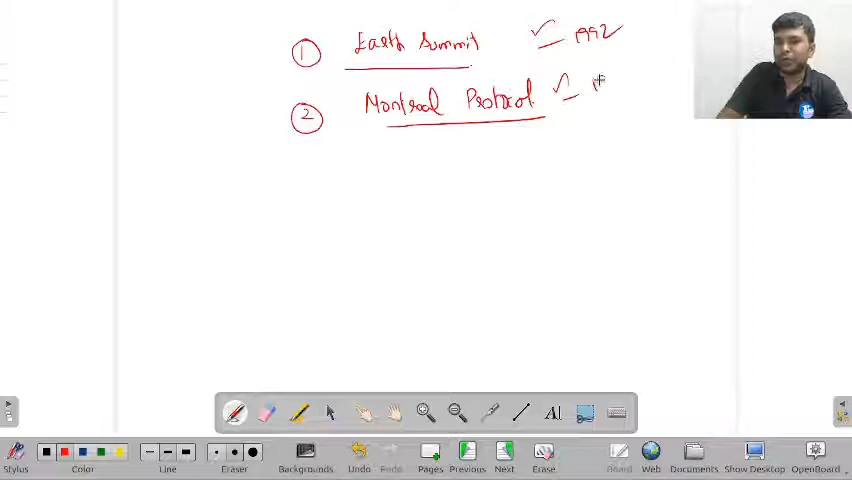 1 Earth Summit 1992
2 Montreal Protocol
Stylus Color Line Eraser Backgrounds Undo Redo Pages Previous Next Erase Board Web Documents Show Desktop OpenBoard